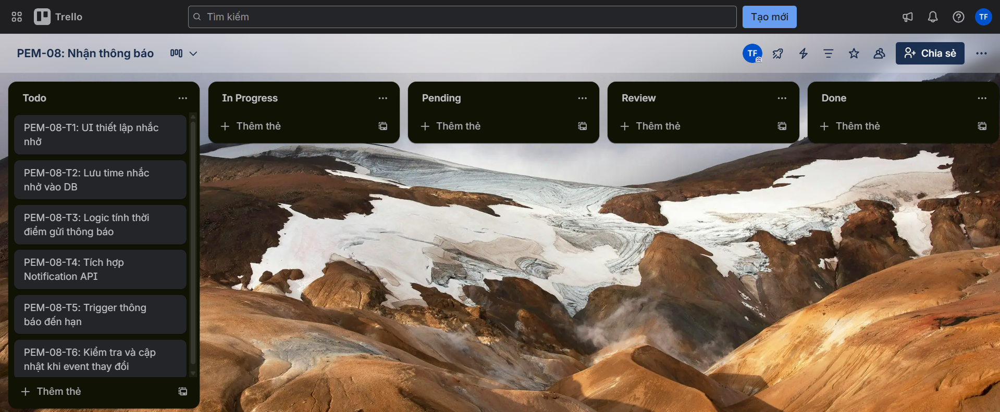 Trello
Tìm kiếm
Tạo mới
TF
PEM-08: Nhận thông báo
TF
Chia sẻ
Todo
PEM-08-T1: UI thiết lập nhắc
nhở
PEM-08-T2: Lưu time nhắc
nhở vào DB
PEM-08-T3: Logic tính thời
điểm gửi thông báo
PEM-08-T4: Tích hợp
Notification API
PEM-08-T5: Trigger thông
báo đến hạn
PEM-08-T6: Kiểm tra và cập
nhật khi event thay đổi
Thêm thẻ
In Progress
Thêm thẻ
Pending
Thêm thẻ
Review
Thêm thẻ
Done
Thêm thẻ